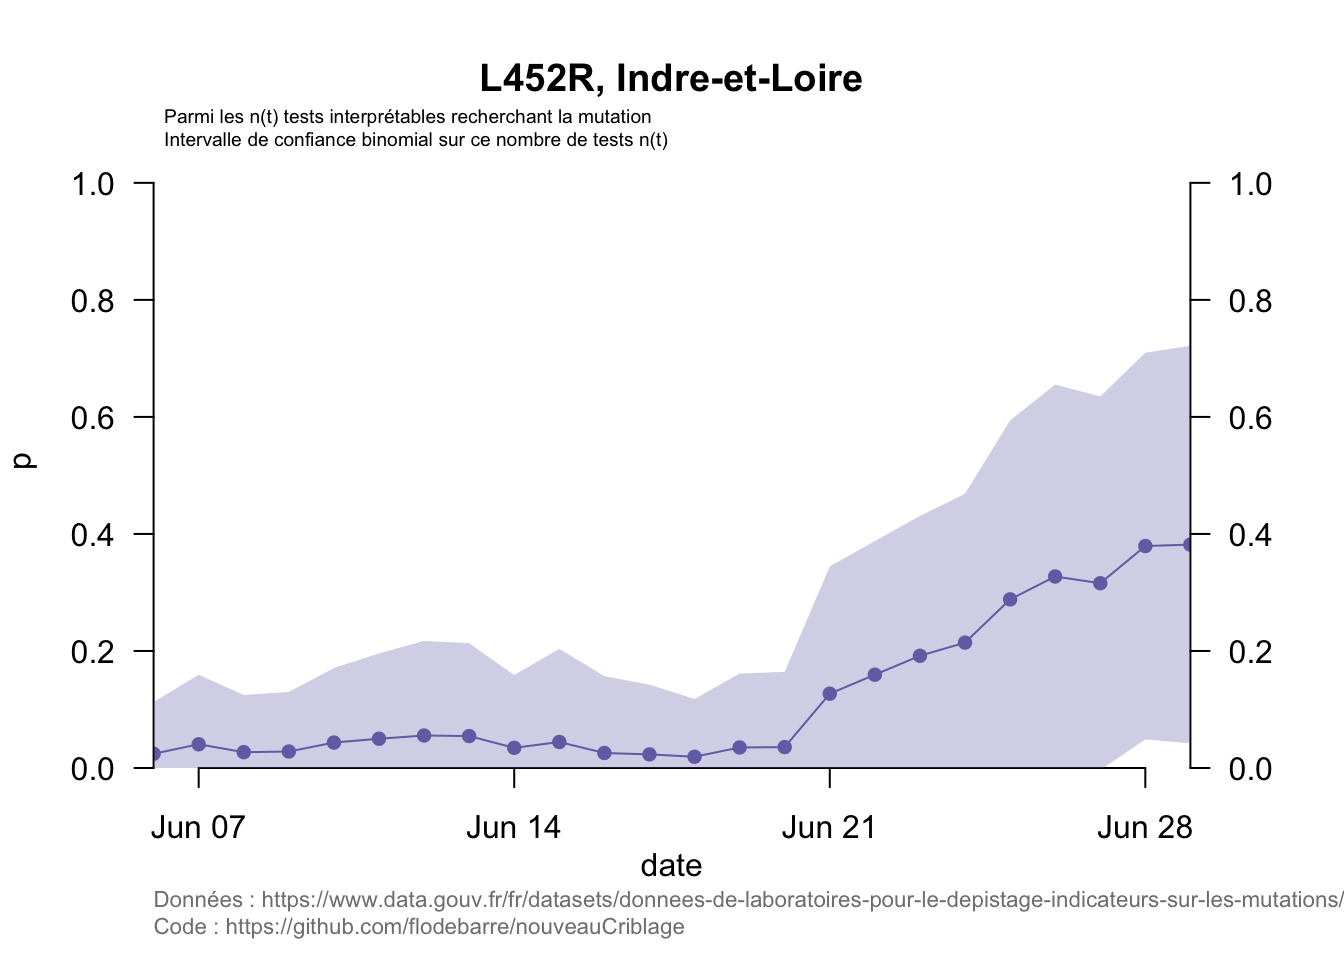 L452R, Indre-et-Loire
Parmi les n(t) tests interprétables recherchant la mutation
Intervalle de confiance binomial sur ce nombre de tests n(t)
1.0
0.8
0.6
0.4
0.2
0.0
p
1.0
0.8
0.6
0.4
0.2
0.0
Jun 07
Jun 14
Jun 21
Jun 28
date
Données : https://www.data.gouv.fr/fr/datasets/donnees-de-laboratoires-pour-le-depistage-indicateurs-sur-les-mutations/
Code : https://github.com/flodebarre/nouveauCriblage